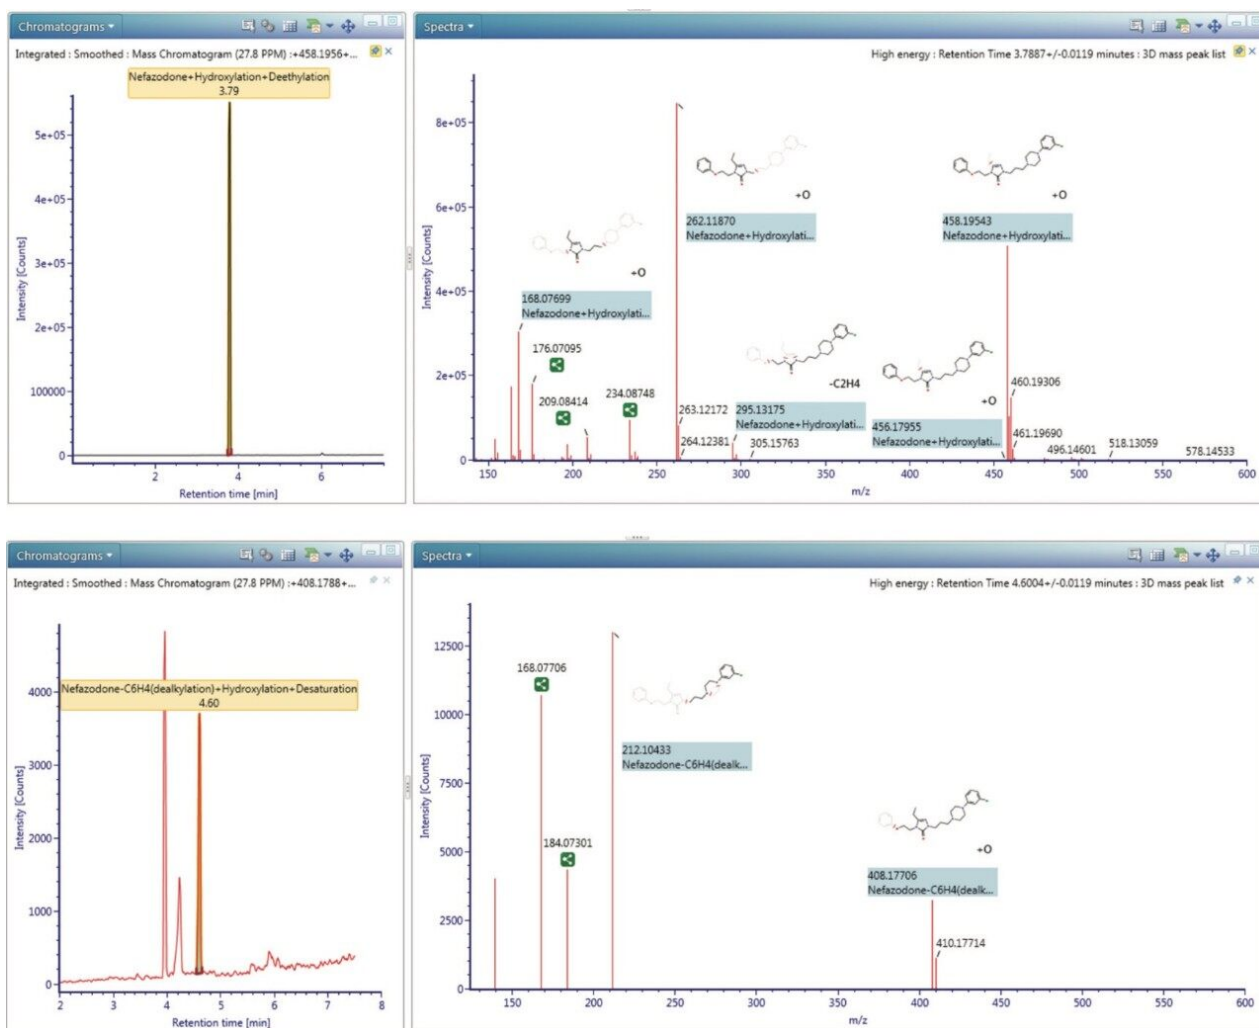 Chromatograms
Integrated : Smoothed : Mass Chromatogram (27.8 PPM) :+458.1956+...
Nefazodone+Hydroxylation+Deethylation
3.79
Intensity [Counts]
5e+05
4e+05
3e+05
2e+05
100000
0
2
4
6
Retention time [min]
Spectra
High energy : Retention Time 3.7887+/-0.0119 minutes : 3D mass peak list
Intensity [Counts]
8e+05
6e+05
4e+05
2e+05
0
+O
262.11870
Nefazodone+Hydroxylati...
+O
458.19543
Nefazodone+Hydroxylati...
+O
168.07699
Nefazodone+Hydroxylati...
176.07095
209.08414
234.08748
263.12172
264.12381
-C2H4
295.13175
Nefazodone+Hydroxylati...
305.15763
+O
456.17955
Nefazodone+Hydroxylati...
460.19306
461.19690
496.14601
518.13059
578.14533
150
200
250
300
350
400
450
500
550
600
m/z
Chromatograms
Integrated : Smoothed : Mass Chromatogram (27.8 PPM) :+408.1788+...
Nefazodone-C6H4(dealkylation)+Hydroxylation+Desaturation
4.60
Intensity [Counts]
4000
3000
2000
1000
0
2
3
4
5
6
7
8
Retention time [min]
Spectra
High energy : Retention Time 4.6004+/-0.0119 minutes : 3D mass peak list
Intensity [Counts]
12500
10000
7500
5000
2500
0
168.07706
184.07301
212.10433
Nefazodone-C6H4(dealk...
+O
408.17706
Nefazodone-C6H4(dealk...
410.17714
150
200
250
300
350
400
450
500
550
600
m/z